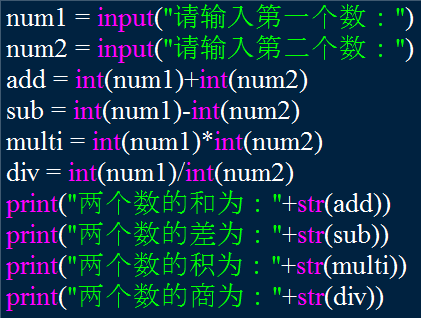 num1 = input("请输入第一个数：")
num2 = input("请输入第二个数：")
add = int(num1)+int(num2)
sub = int(num1)-int(num2)
multi = int(num1)*int(num2)
div = int(num1)/int(num2)
print("两个数的和为："+str(add))
print("两个数的差为："+str(sub))
print("两个数的积为："+str(multi))
print("两个数的商为："+str(div))